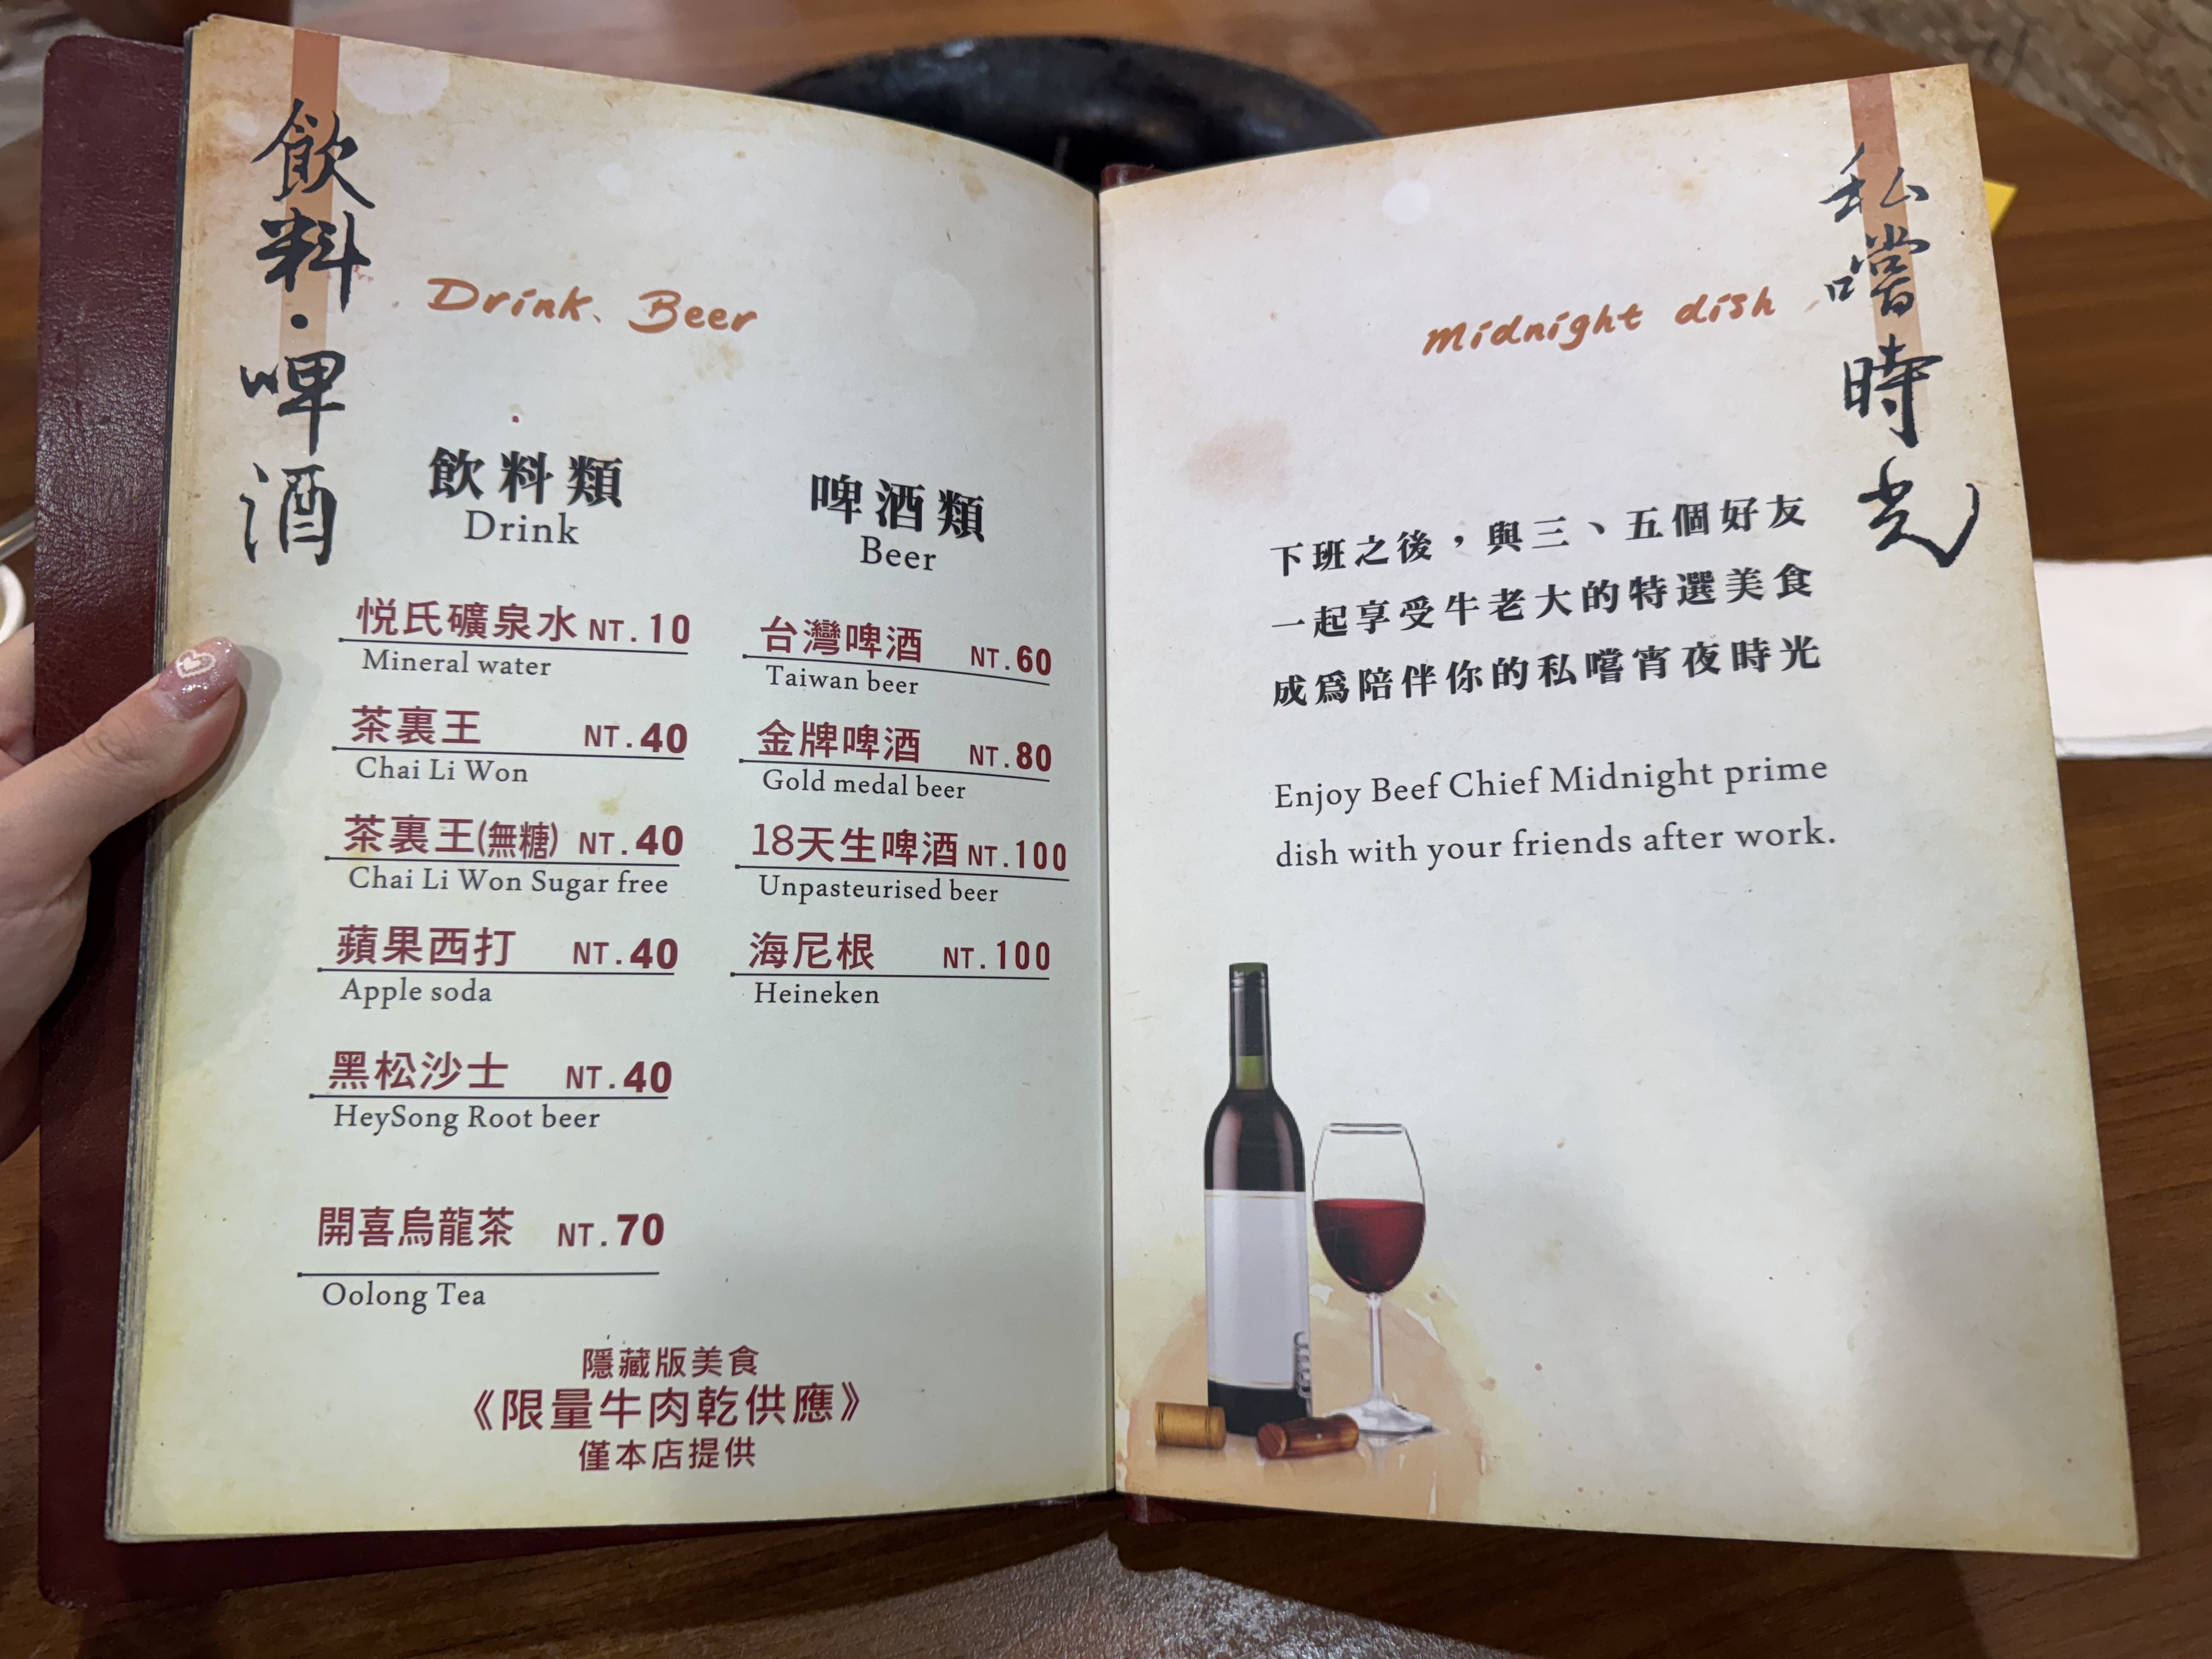 飲料·啤酒
Drink、Beer
飲料類
Drink
悦氏礦泉水 NT.10
Mineral water
茶裏王 NT.40
Chai Li Won
茶裏王(無糖) NT.40
Chai Li Won Sugar free
蘋果西打 NT.40
Apple soda
黑松沙士 NT.40
HeySong Root beer
開喜烏龍茶 NT.70
Oolong Tea
啤酒類
Beer
台灣啤酒 NT.60
Taiwan beer
金牌啤酒 NT.80
Gold medal beer
18天生啤酒 NT.100
Unpasteurised beer
海尼根 NT.100
Heineken
隱藏版美食
《限量牛肉乾供應》
僅本店提供
私嚐時光
Midnight dish
下班之後，與三、五個好友
一起享受牛老大的特選美食
成爲陪伴你的私嚐宵夜時光
Enjoy Beef Chief Midnight prime
dish with your friends after work.